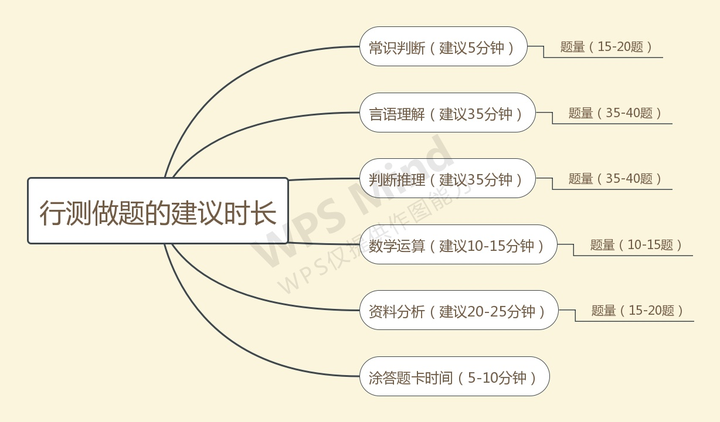 行测做题的建议时长
常识判断（建议5分钟）
题量（15-20题）
言语理解（建议35分钟）
题量（35-40题）
判断推理（建议35分钟）
题量（35-40题）
数学运算（建议10-15分钟）
题量（10-15题）
资料分析（建议20-25分钟）
题量（15-20题）
涂答题卡时间（5-10分钟）
WPS Mind
WPS仅提供作图能力